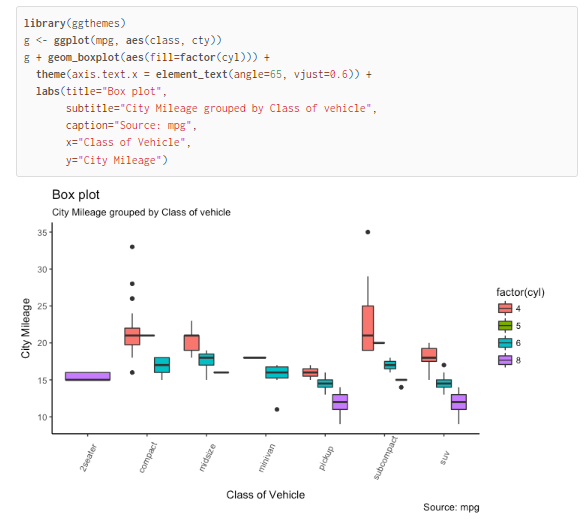 library(ggthemes)
g <- ggplot(mpg, aes(class, cty))
g + geom_boxplot(aes(fill=factor(cyl))) +
  theme(axis.text.x = element_text(angle=65, vjust=0.6)) +
  labs(title="Box plot",
       subtitle="City Mileage grouped by Class of vehicle",
       caption="Source: mpg",
       x="Class of Vehicle",
       y="City Mileage")
Box plot
City Mileage grouped by Class of vehicle
35
30
25
20
15
10
City Mileage
factor(cyl)
4
5
6
8
2seater
compact
midsize
minivan
pickup
subcompact
suv
Class of Vehicle
Source: mpg